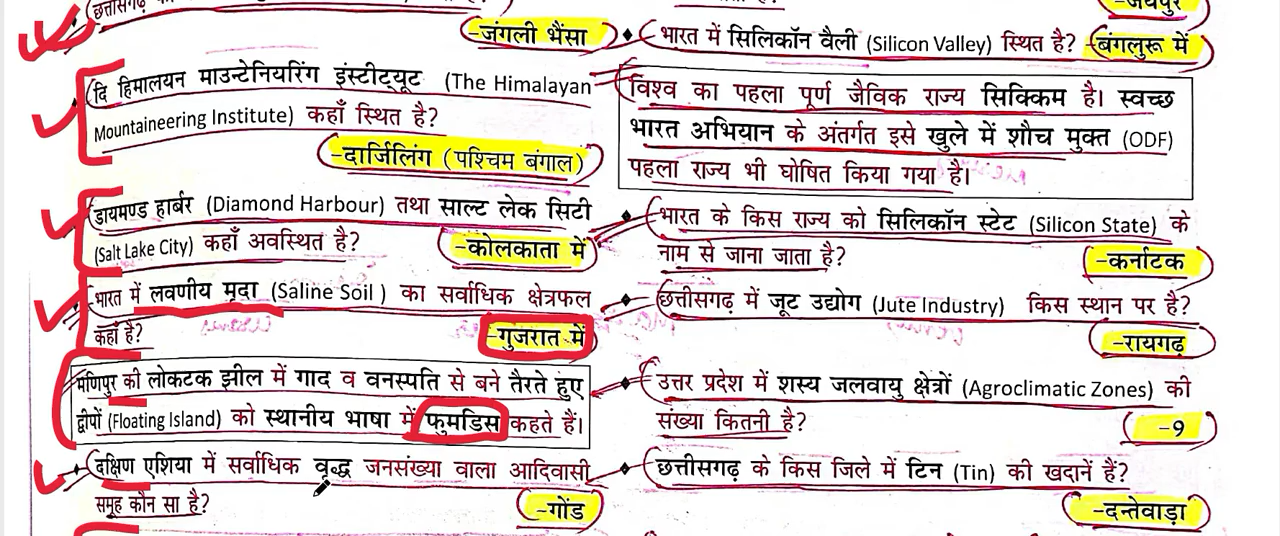 छत्तीसगढ़
-जंगली भैंसा
दि हिमालयन माउन्टेनियरिंग इंस्टीट्यूट (The Himalayan
Mountaineering Institute) कहाँ स्थित है?
-दार्जिलिंग (पश्चिम बंगाल)
डायमण्ड हार्बर (Diamond Harbour) तथा साल्ट लेक सिटी
(Salt Lake City) कहाँ अवस्थित है?
-कोलकाता में
भारत में लवणीय मृदा (Saline Soil ) का सर्वाधिक क्षेत्रफल
कहाँ है?
-गुजरात में
मणिपुर की लोकटक झील में गाद व वनस्पति से बने तैरते हुए
द्वीपों (Floating Island) को स्थानीय भाषा में फुमडिस कहते हैं।
दक्षिण एशिया में सर्वाधिक वृद्ध जनसंख्या वाला आदिवासी
समूह कौन सा है?
-गोंड
-जयपुर
भारत में सिलिकॉन वैली (Silicon Valley) स्थित है? -बंगलुरू में
विश्व का पहला पूर्ण जैविक राज्य सिक्किम है। स्वच्छ
भारत अभियान के अंतर्गत इसे खुले में शौच मुक्त (ODF)
पहला राज्य भी घोषित किया गया है।
भारत के किस राज्य को सिलिकॉन स्टेट (Silicon State) के
नाम से जाना जाता है?
-कर्नाटक
छत्तीसगढ़ में जूट उद्योग (Jute Industry) किस स्थान पर है?
-रायगढ़
उत्तर प्रदेश में शस्य जलवायु क्षेत्रों (Agroclimatic Zones) की
संख्या कितनी है?
-9
छत्तीसगढ़ के किस जिले में टिन (Tin) की खदानें हैं?
-दन्तेवाड़ा